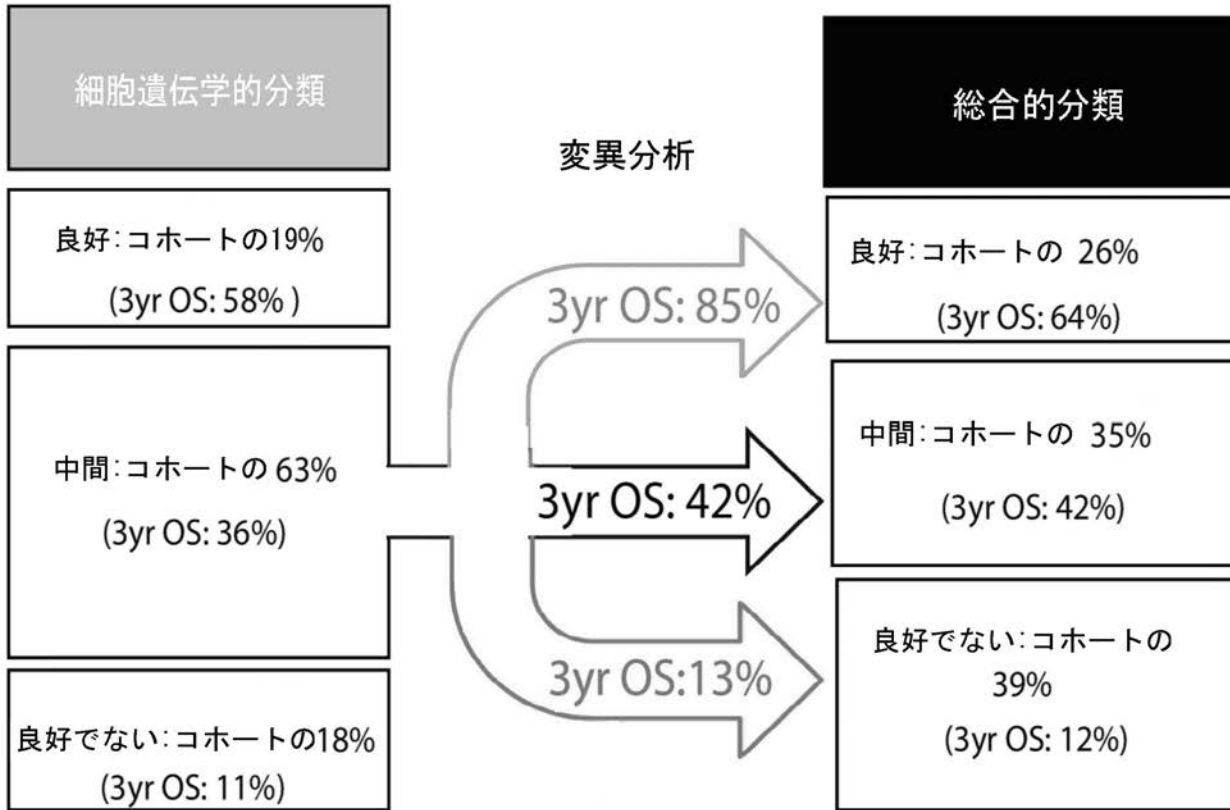 細胞遺伝学的分類
良好:コホートの19%
(3yr OS: 58% )
中間:コホートの 63%
(3yr OS: 36%)
良好でない:コホートの18%
(3yr OS: 11%)
変異分析
3yr OS: 85%
3yr OS: 42%
3yr OS:13%
総合的分類
良好:コホートの 26%
(3yr OS: 64%)
中間:コホートの 35%
(3yr OS: 42%)
良好でない:コホートの
39%
(3yr OS: 12%)